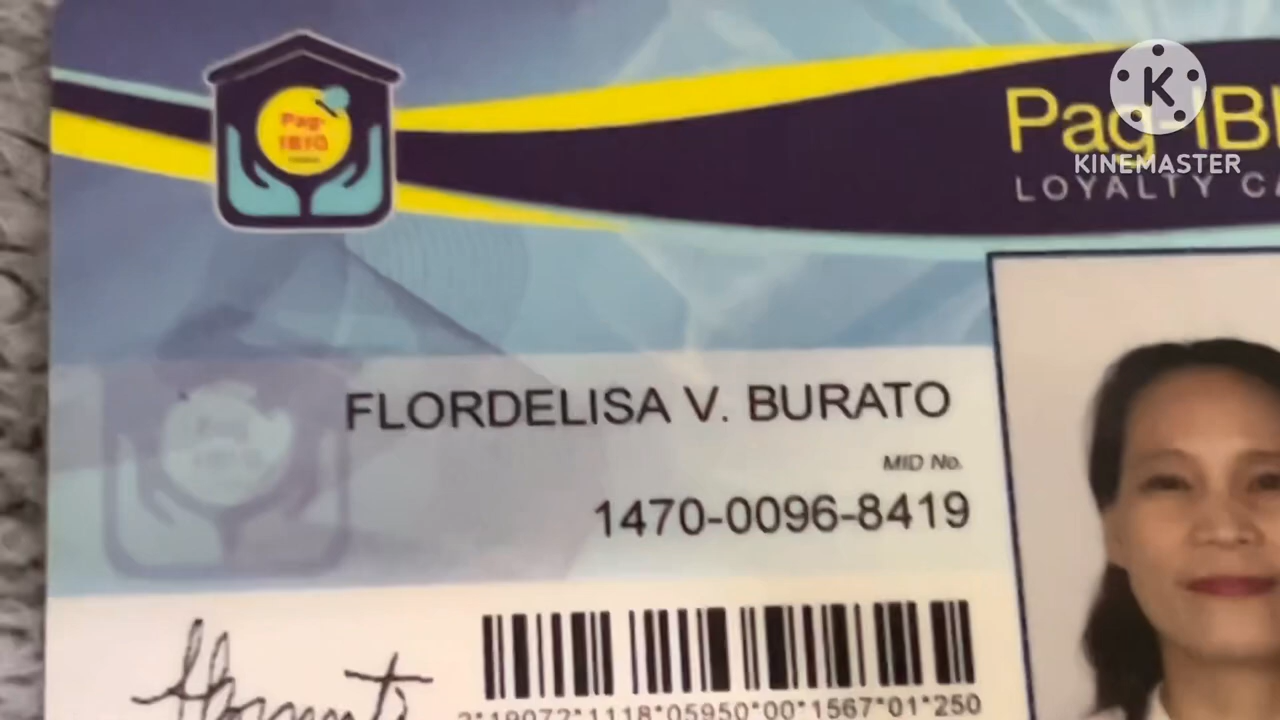 Pag-IBIG
Pag-IBI
KINEMASTER
LOYALTY CA
FLORDELISA V. BURATO
MID No.
1470-0096-8419
2*19072*1118*05950*00*1567*01*250